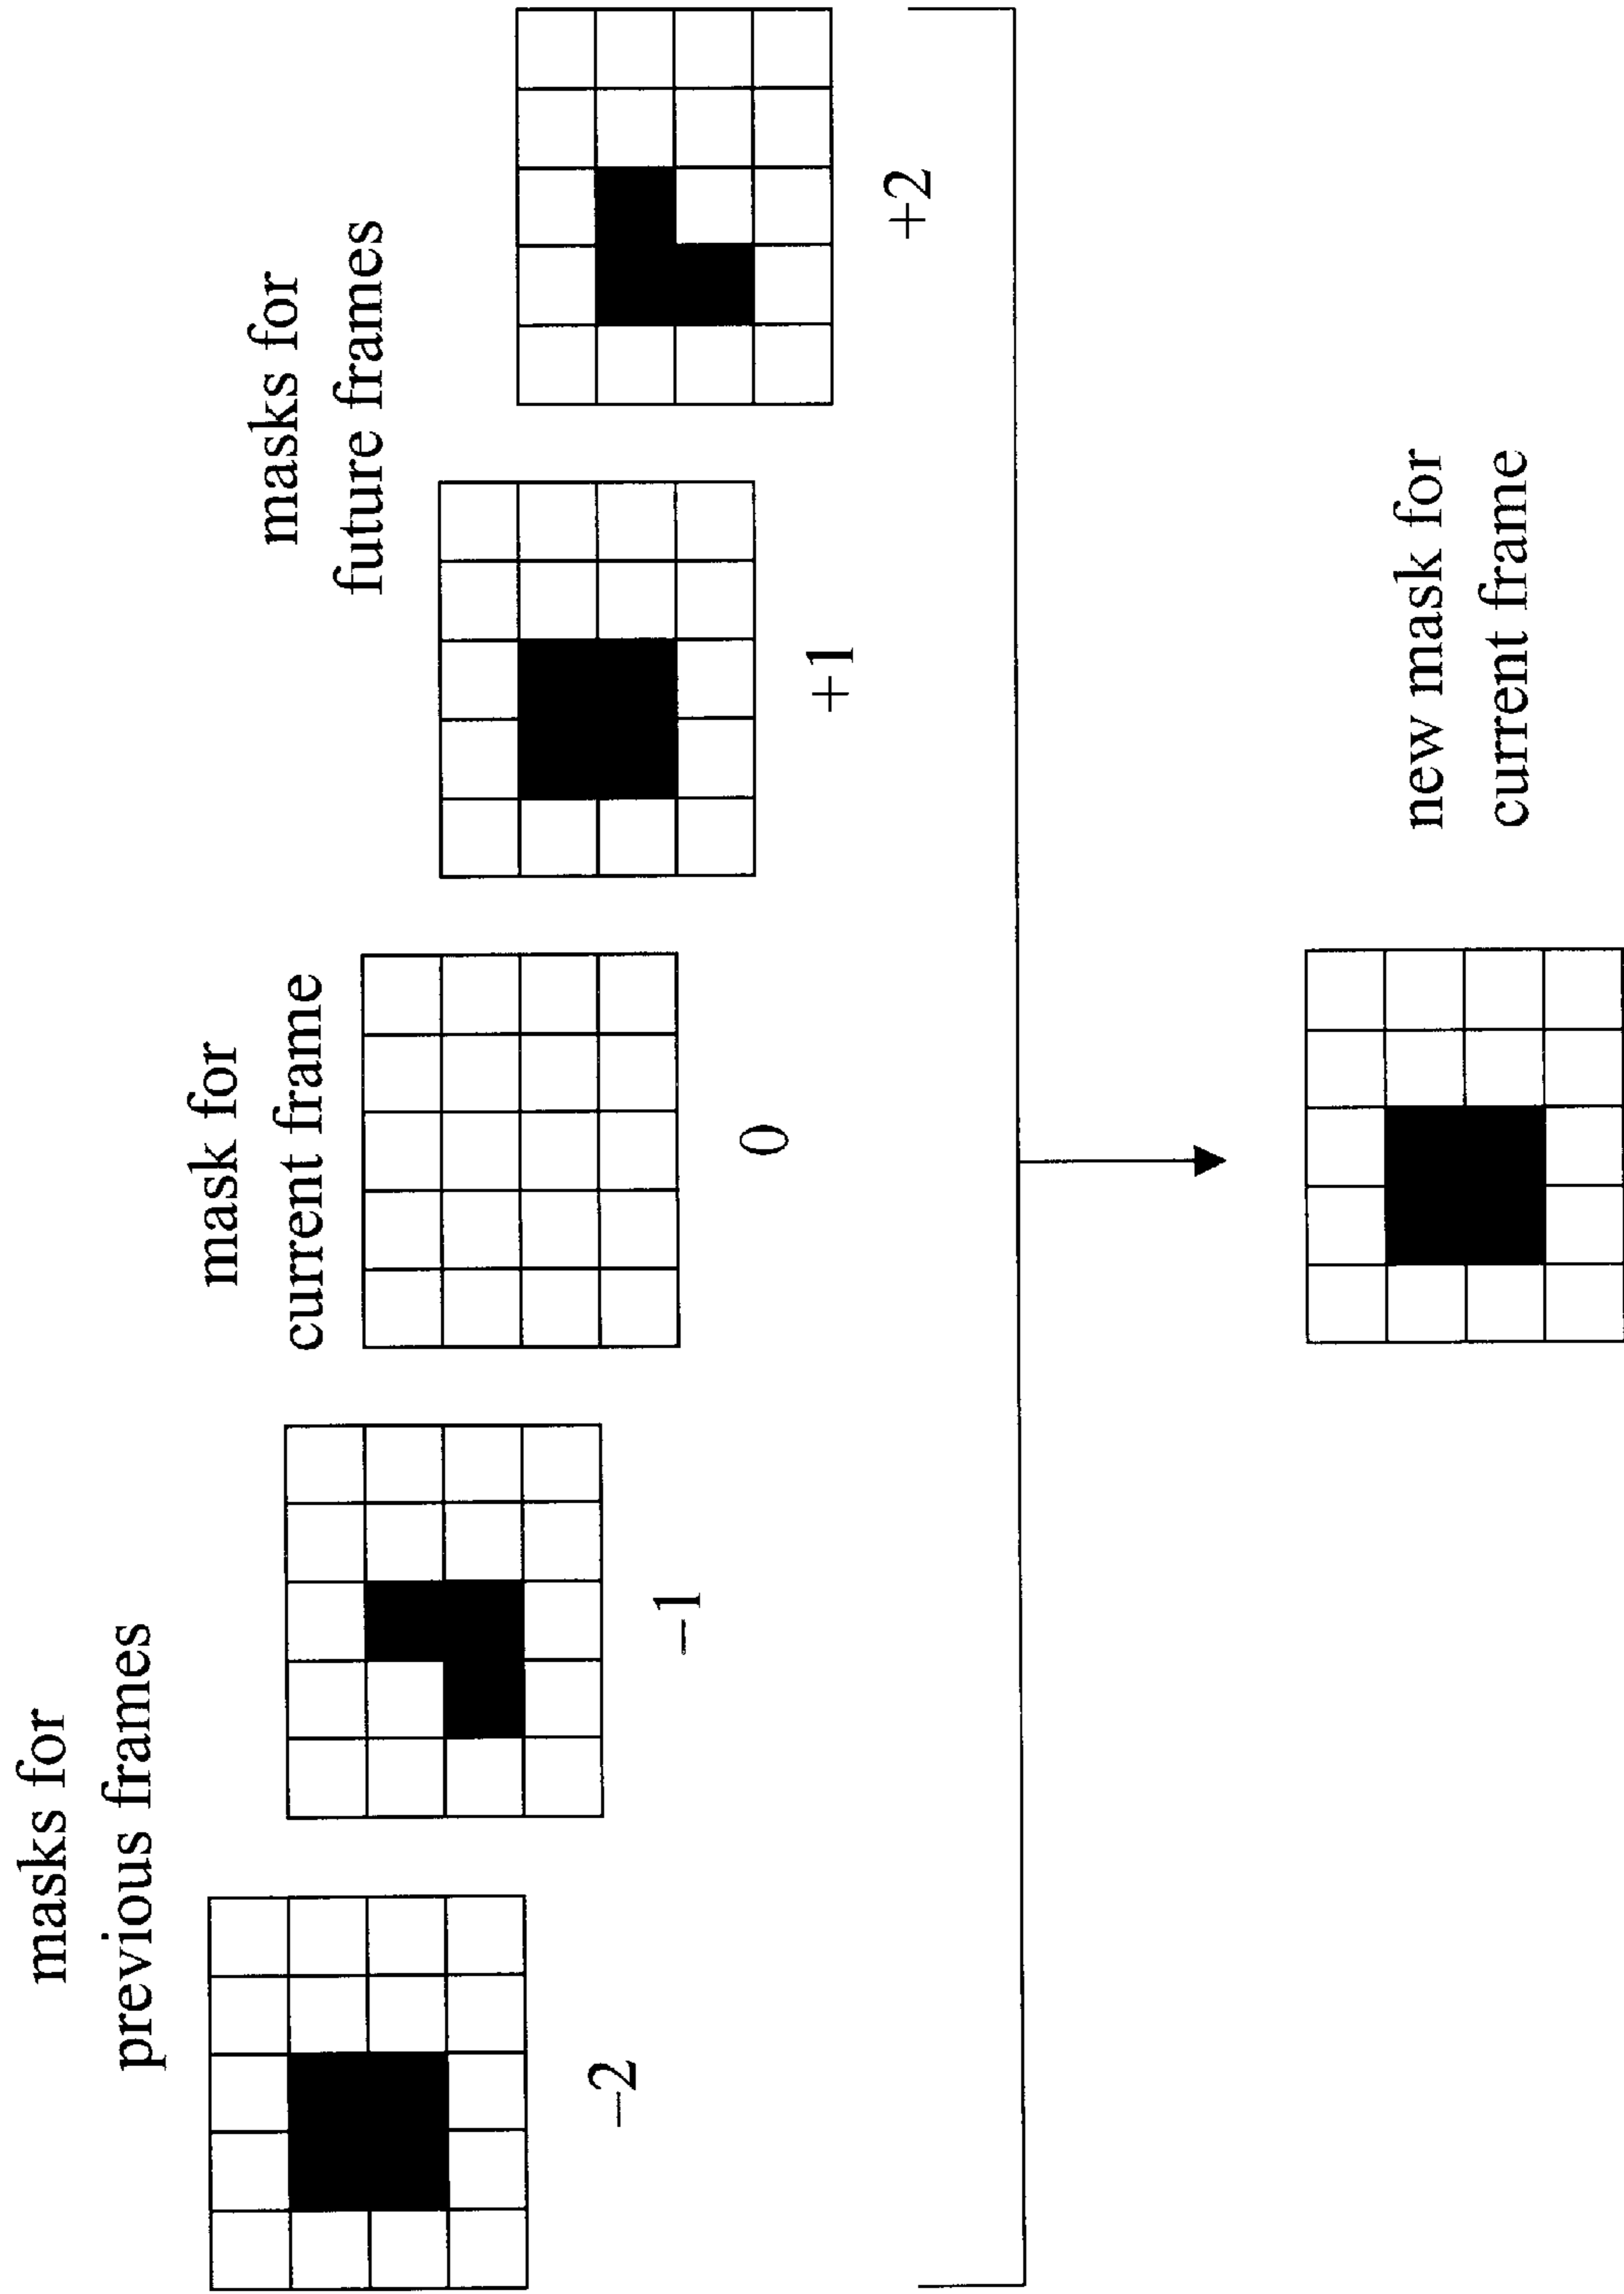 masks for
previous frames
mask for
current frame
masks for
future frames
−2
−1
0
+1
+2
new mask for
current frame